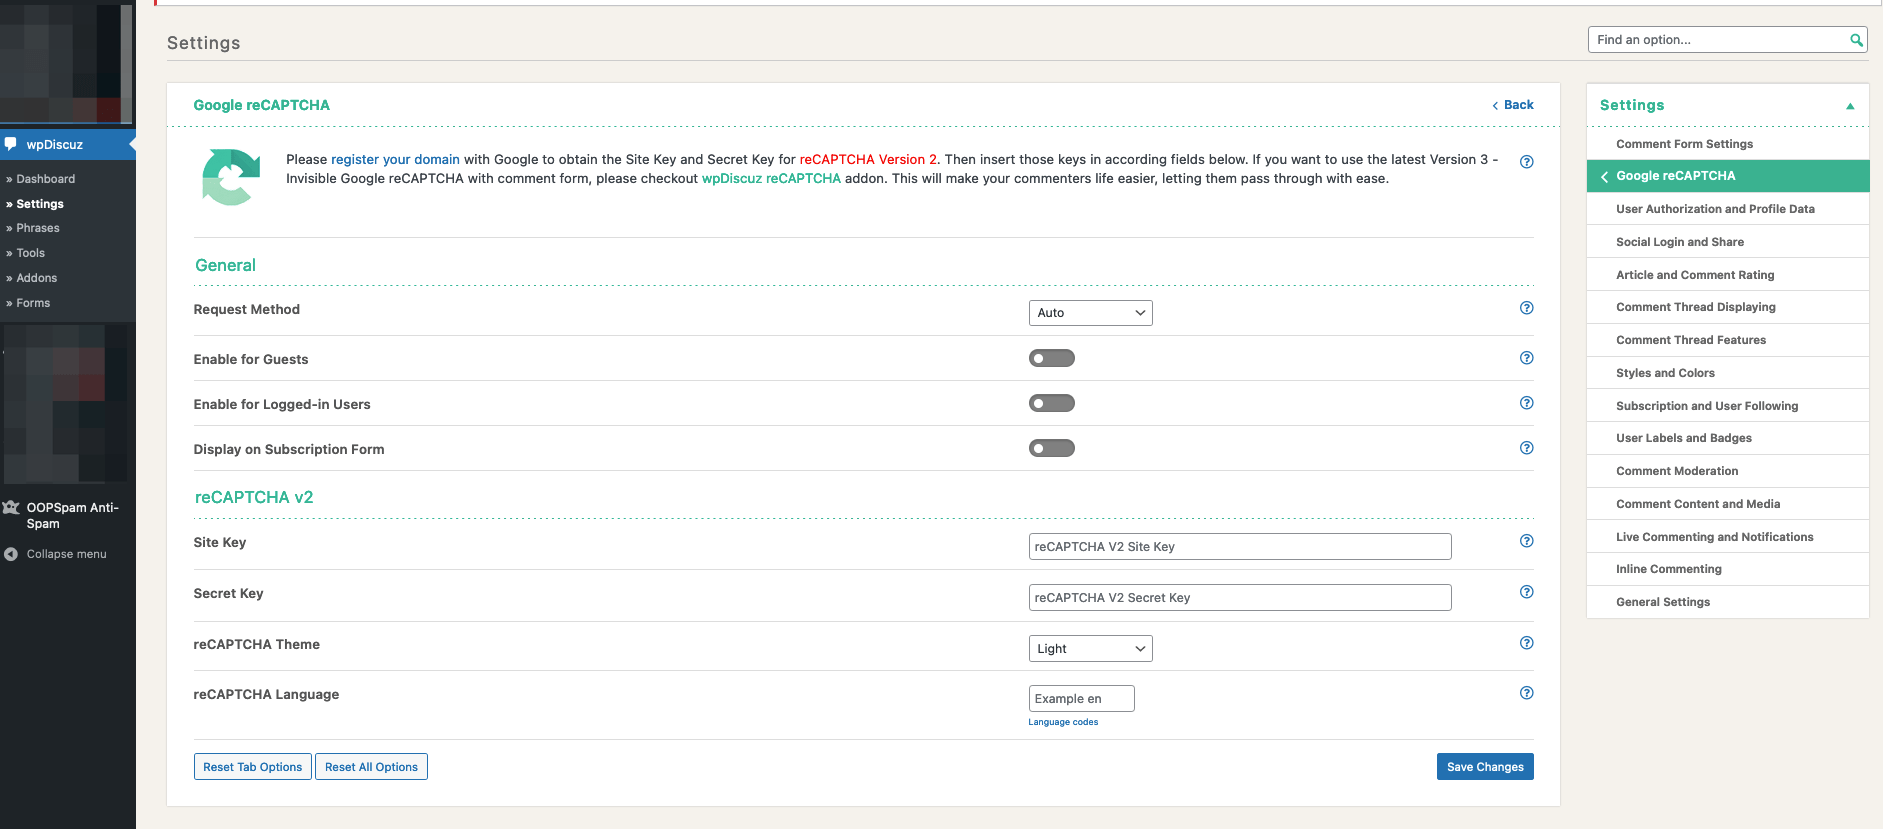 wpDiscuz
» Dashboard
» Settings
» Phrases
» Tools
» Addons
» Forms
OOPSpam Anti-
Spam
Collapse menu
Settings
Find an option...
Google reCAPTCHA
Back
Please register your domain with Google to obtain the Site Key and Secret Key for reCAPTCHA Version 2. Then insert those keys in according fields below. If you want to use the latest Version 3 -
Invisible Google reCAPTCHA with comment form, please checkout wpDiscuz reCAPTCHA addon. This will make your commenters life easier, letting them pass through with ease.
General
Request Method
Auto
Enable for Guests
Enable for Logged-in Users
Display on Subscription Form
reCAPTCHA v2
Site Key
reCAPTCHA V2 Site Key
Secret Key
reCAPTCHA V2 Secret Key
reCAPTCHA Theme
Light
reCAPTCHA Language
Example en
Language codes
Reset Tab Options
Reset All Options
Save Changes
Settings
Comment Form Settings
Google reCAPTCHA
User Authorization and Profile Data
Social Login and Share
Article and Comment Rating
Comment Thread Displaying
Comment Thread Features
Styles and Colors
Subscription and User Following
User Labels and Badges
Comment Moderation
Comment Content and Media
Live Commenting and Notifications
Inline Commenting
General Settings